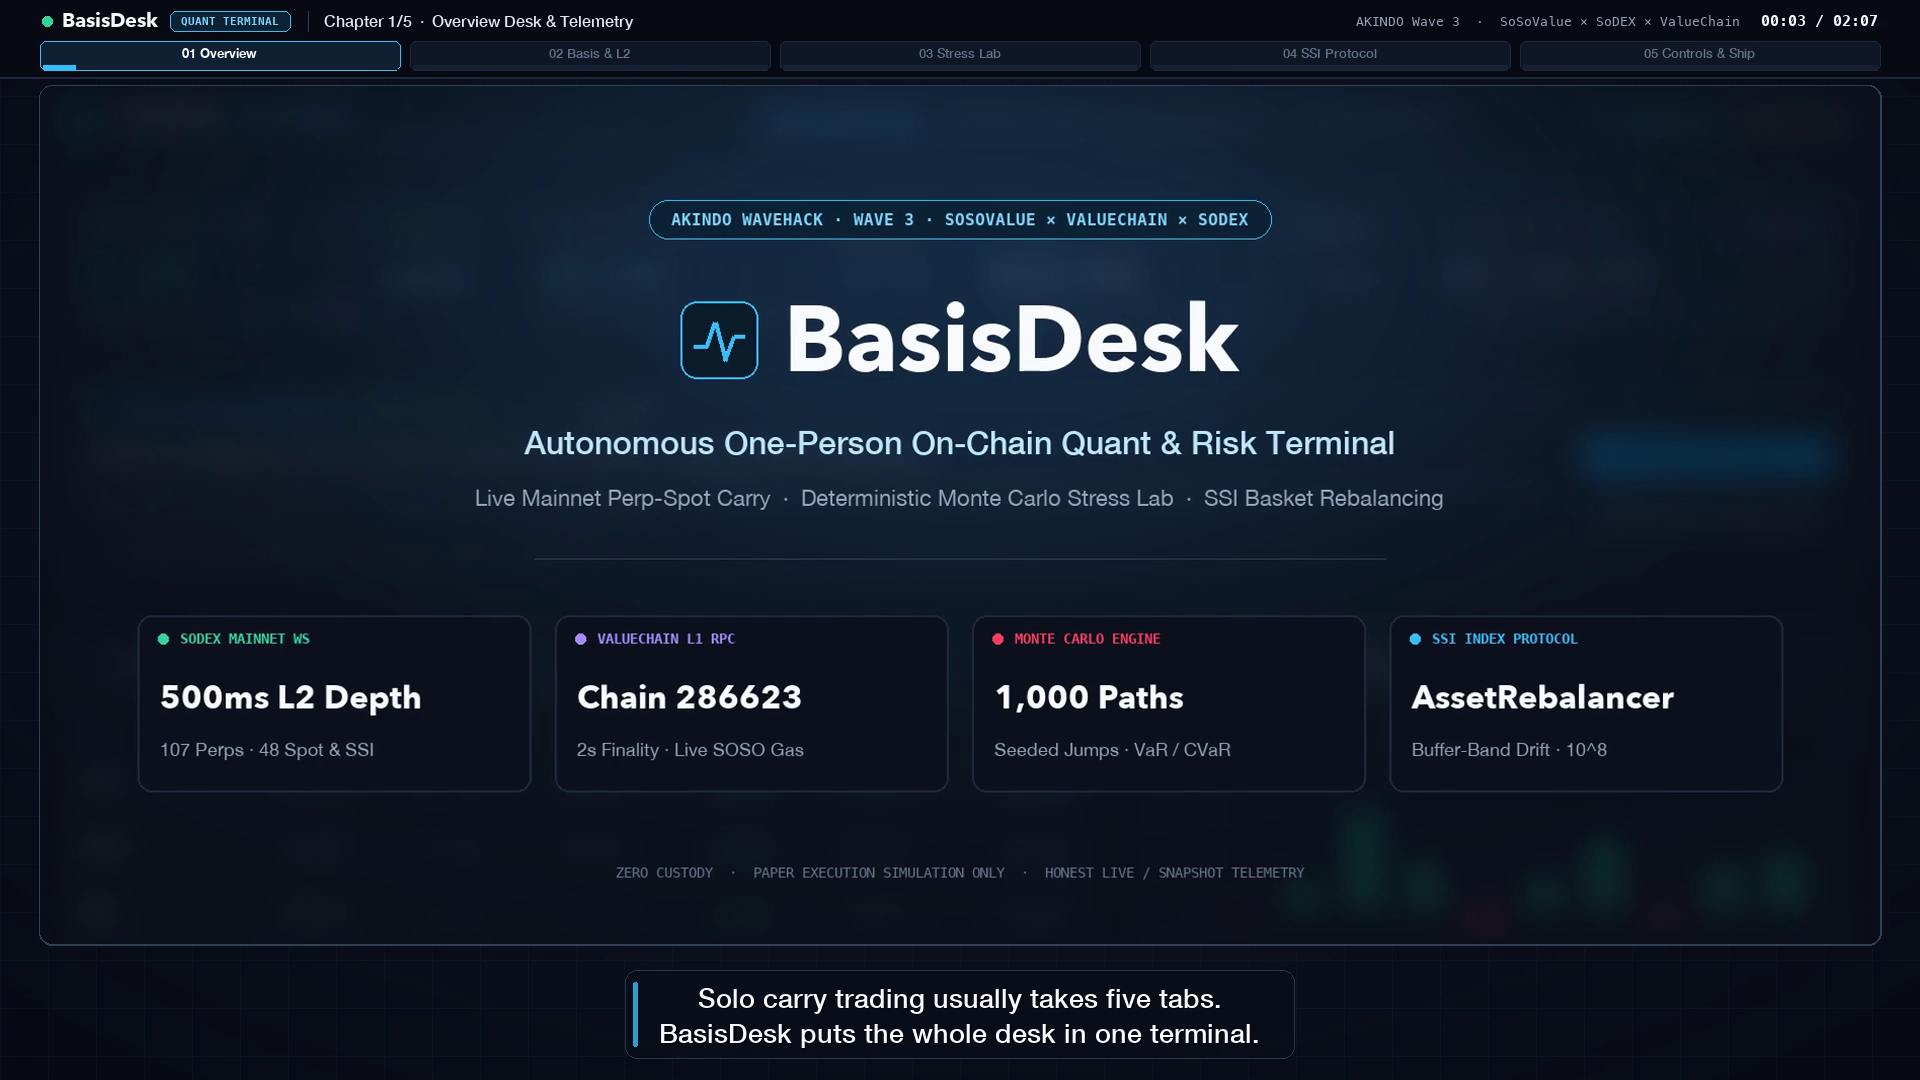 BasisDesk QUANT TERMINAL Chapter 1/5 · Overview Desk & Telemetry AKINDO Wave 3 · SoSoValue × SoDEX × ValueChain 00:03 / 02:07
01 Overview 02 Basis & L2 03 Stress Lab 04 SSI Protocol 05 Controls & Ship
AKINDO WAVEHACK · WAVE 3 · SOSOVALUE × VALUECHAIN × SODEX
BasisDesk
Autonomous One-Person On-Chain Quant & Risk Terminal
Live Mainnet Perp-Spot Carry · Deterministic Monte Carlo Stress Lab · SSI Basket Rebalancing
SODEX MAINNET WS
500ms L2 Depth
107 Perps · 48 Spot & SSI
VALUECHAIN L1 RPC
Chain 286623
2s Finality · Live SOSO Gas
MONTE CARLO ENGINE
1,000 Paths
Seeded Jumps · VaR / CVaR
SSI INDEX PROTOCOL
AssetRebalancer
Buffer-Band Drift · 10^8
ZERO CUSTODY · PAPER EXECUTION SIMULATION ONLY · HONEST LIVE / SNAPSHOT TELEMETRY
Solo carry trading usually takes five tabs.
BasisDesk puts the whole desk in one terminal.